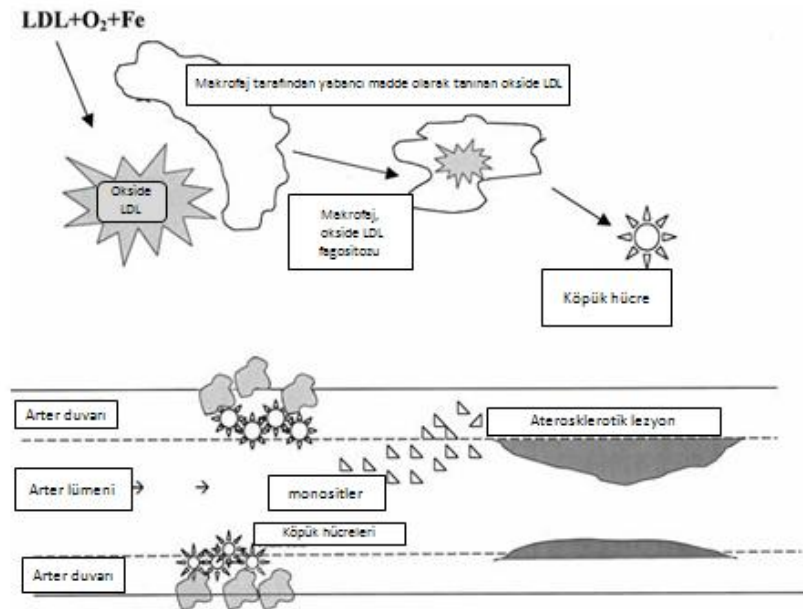 LDL+O₂+Fe
Makrofaj tarafından yabancı madde olarak tanınan okside LDL
Okside
LDL
Makrofaj,
okside LDL
fagositozu
Köpük hücre
Arter duvarı
Aterosklerotik lezyon
Arter lümeni
monositler
Köpük hücreleri
Arter duvarı